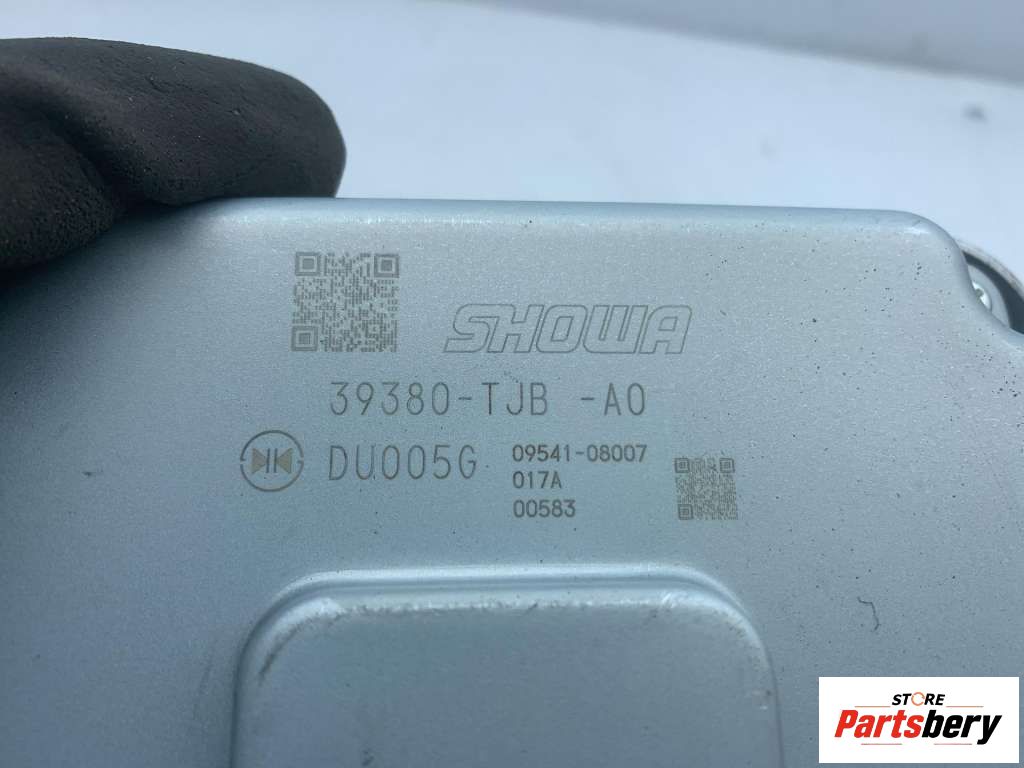 SHOWA
39380-TJB -A0
DU005G 09541-08007
017A
00583
STORE
Partsbery